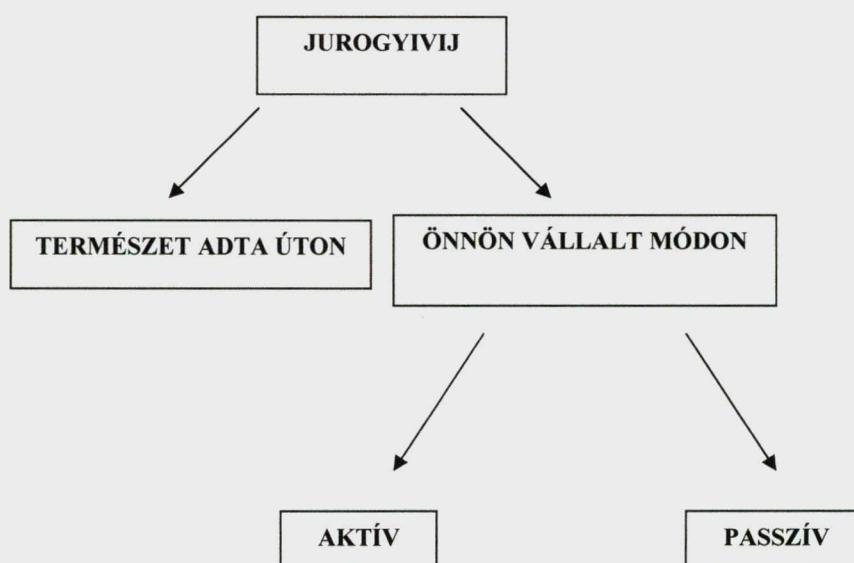 JUROGYIVIJ
TERMÉSZET ADTA ÚTON
ÖNNÖN VÁLLALT MÓDON
AKTÍV
PASSZÍV